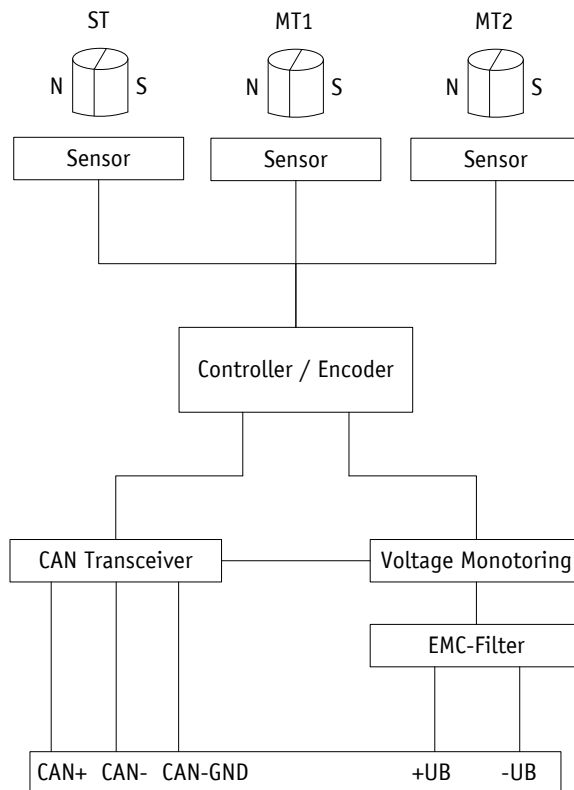 ST MT1 MT2
N S N S N S
Sensor Sensor Sensor
Controller / Encoder
CAN Transceiver Voltage Monotoring
EMC-Filter
CAN+ CAN- CAN-GND +UB -UB